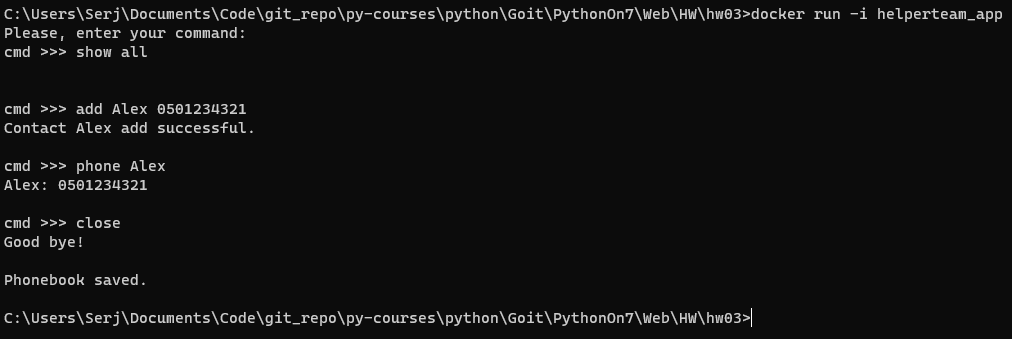 C:\Users\Serj\Documents\Code\git_repo\py-courses\python\Goit\PythonOn7\Web\HW\hw03>docker run -i helperteam_app
Please, enter your command:
cmd >>> show all
cmd >>> add Alex 0501234321
Contact Alex add successful.
cmd >>> phone Alex
Alex: 0501234321
cmd >>> close
Good bye!
Phonebook saved.
C:\Users\Serj\Documents\Code\git_repo\py-courses\python\Goit\PythonOn7\Web\HW\hw03>